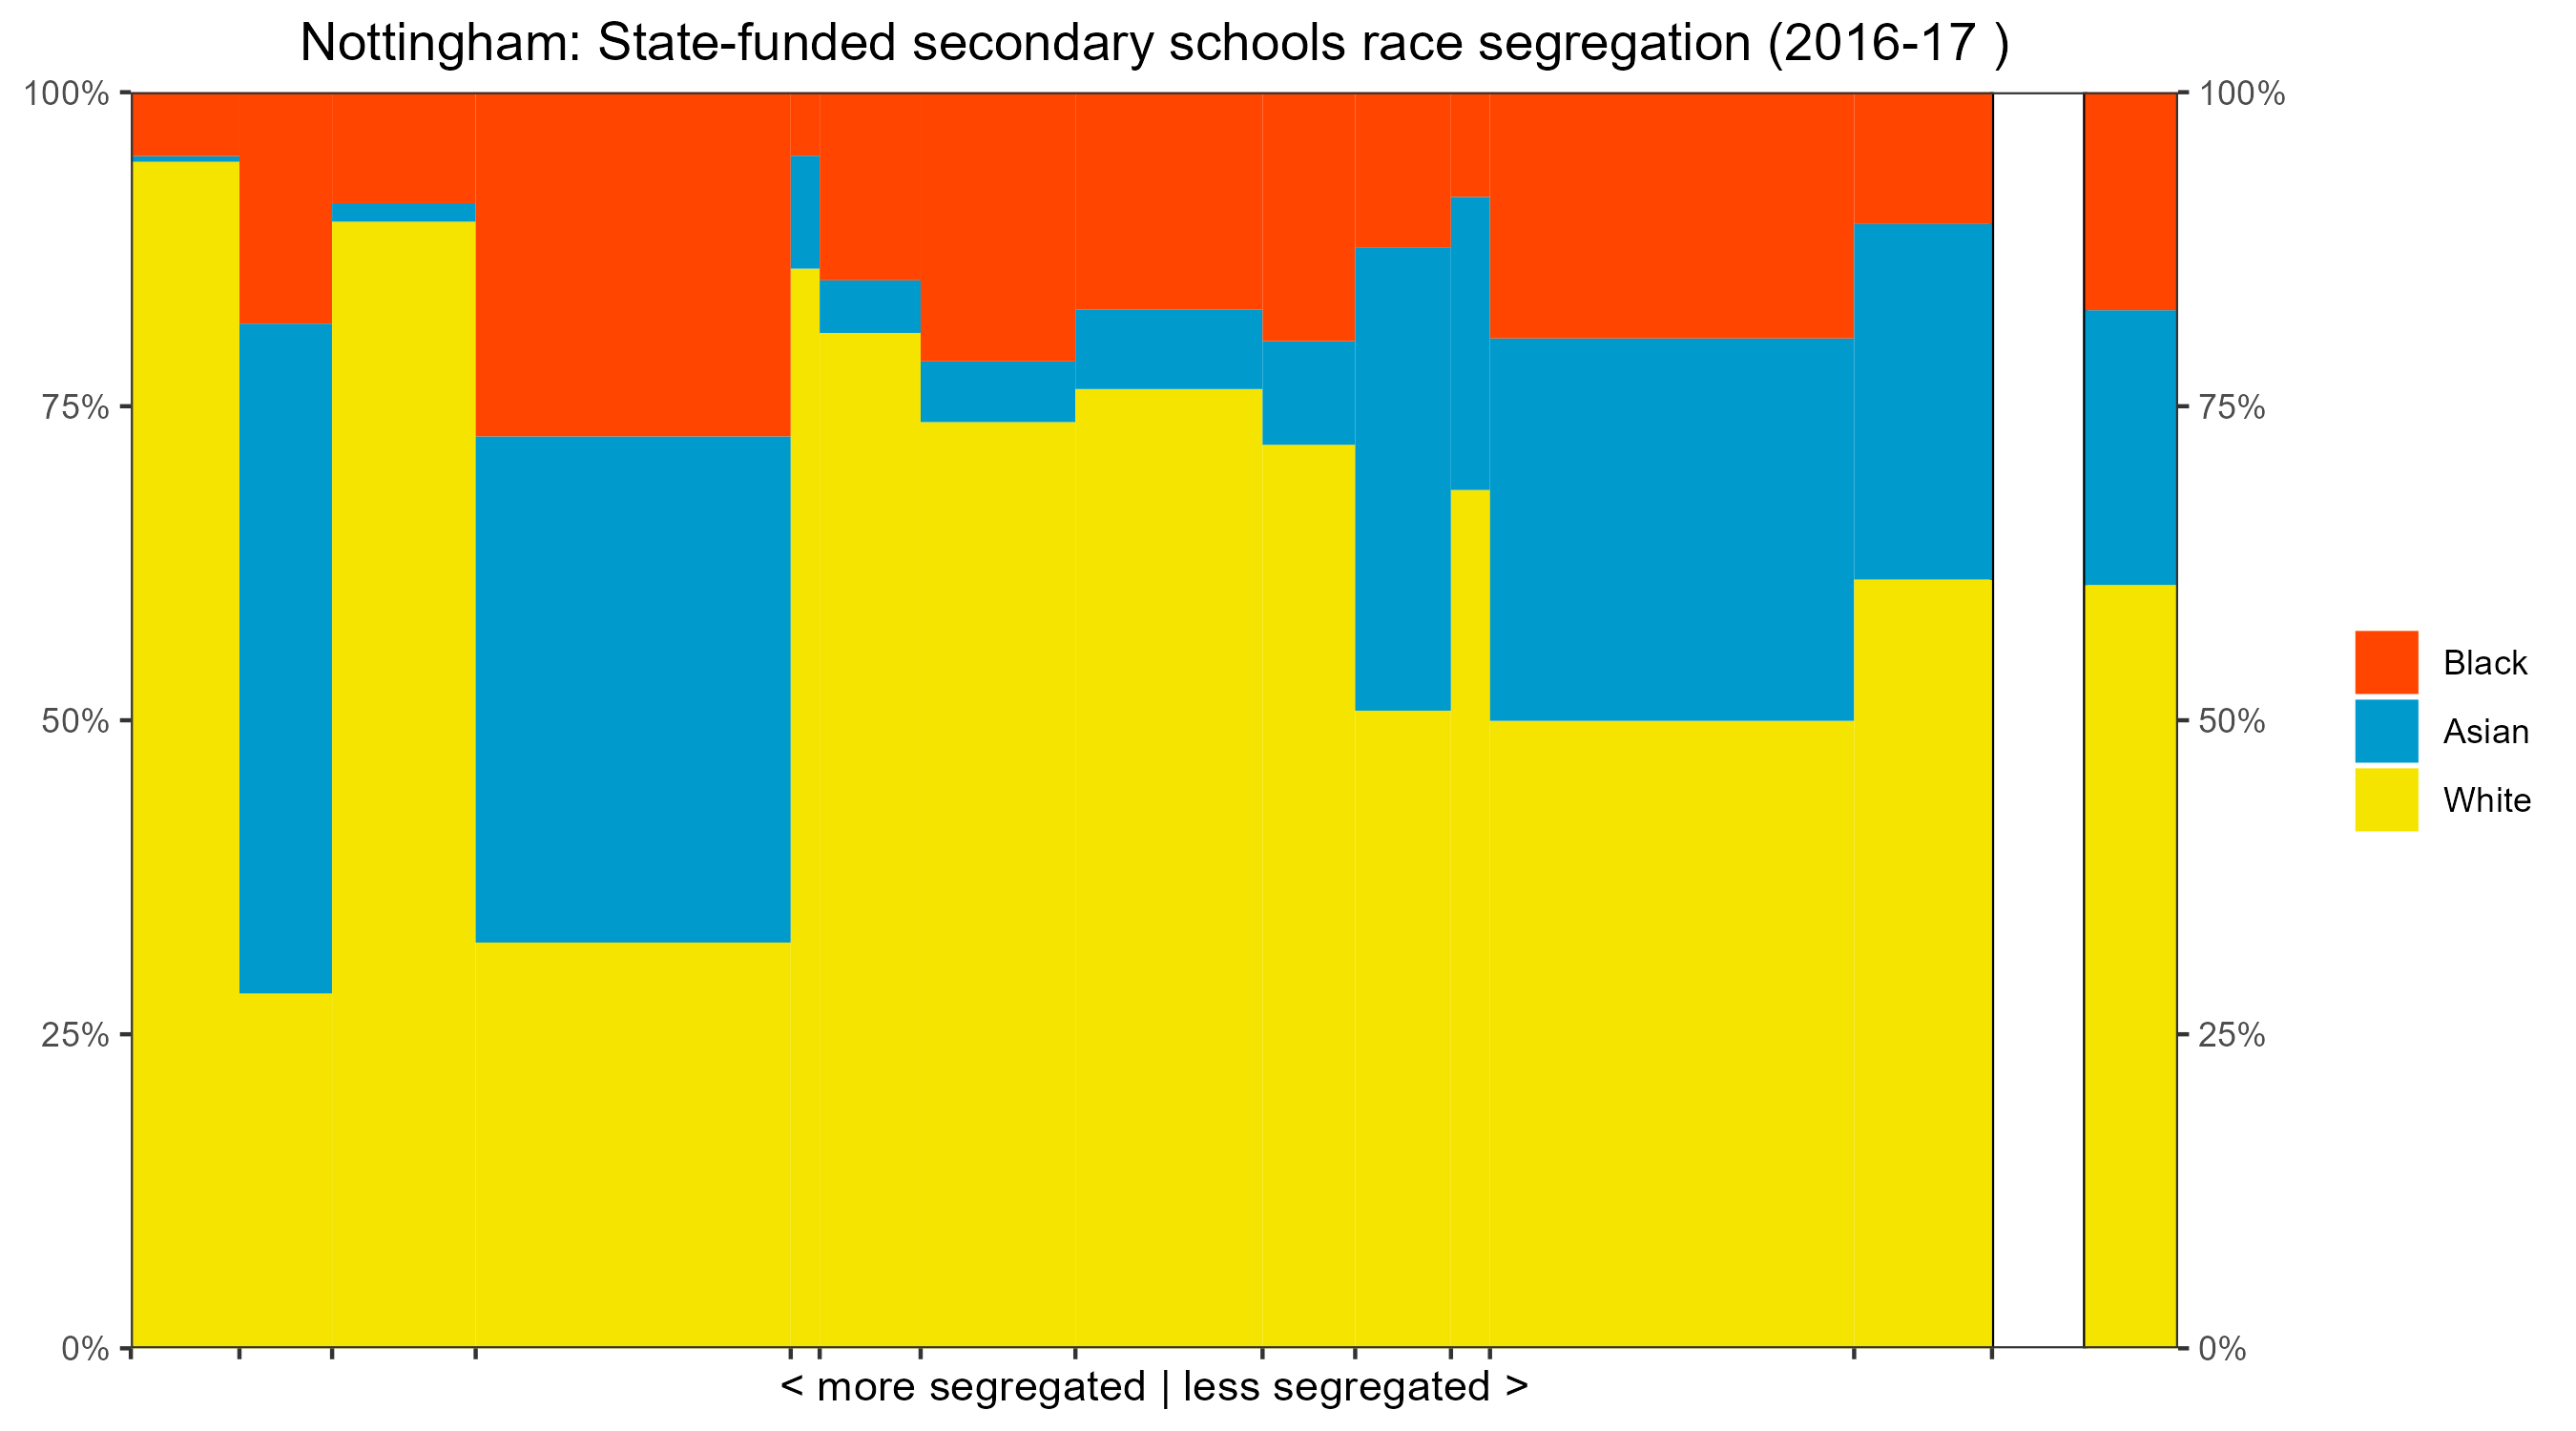 Nottingham: State-funded secondary schools race segregation (2016-17 )
100%
75%
50%
25%
0%
100%
75%
50%
25%
0%
Black
Asian
White
< more segregated | less segregated >